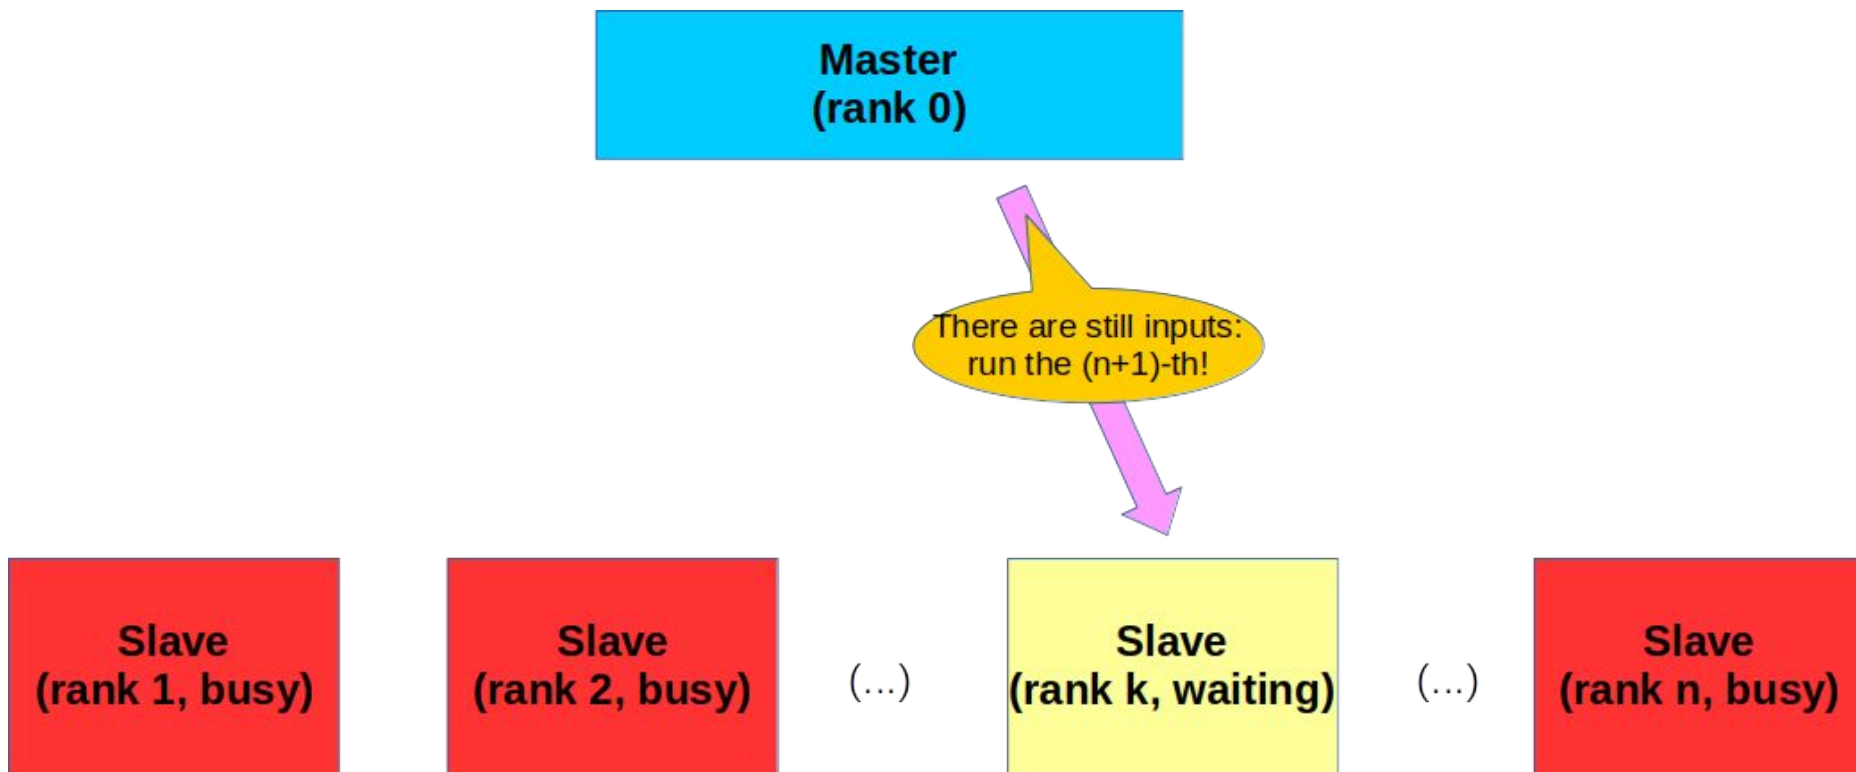 Master
(rank 0)
There are still inputs:
run the (n+1)-th!
Slave
(rank 1, busy)
Slave
(rank 2, busy)
(...)
Slave
(rank k, waiting)
(...)
Slave
(rank n, busy)